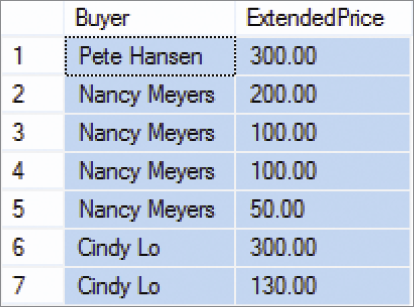 Buyer ExtendedPrice
1 Pete Hansen 300.00
2 Nancy Meyers 200.00
3 Nancy Meyers 100.00
4 Nancy Meyers 100.00
5 Nancy Meyers 50.00
6 Cindy Lo 300.00
7 Cindy Lo 130.00